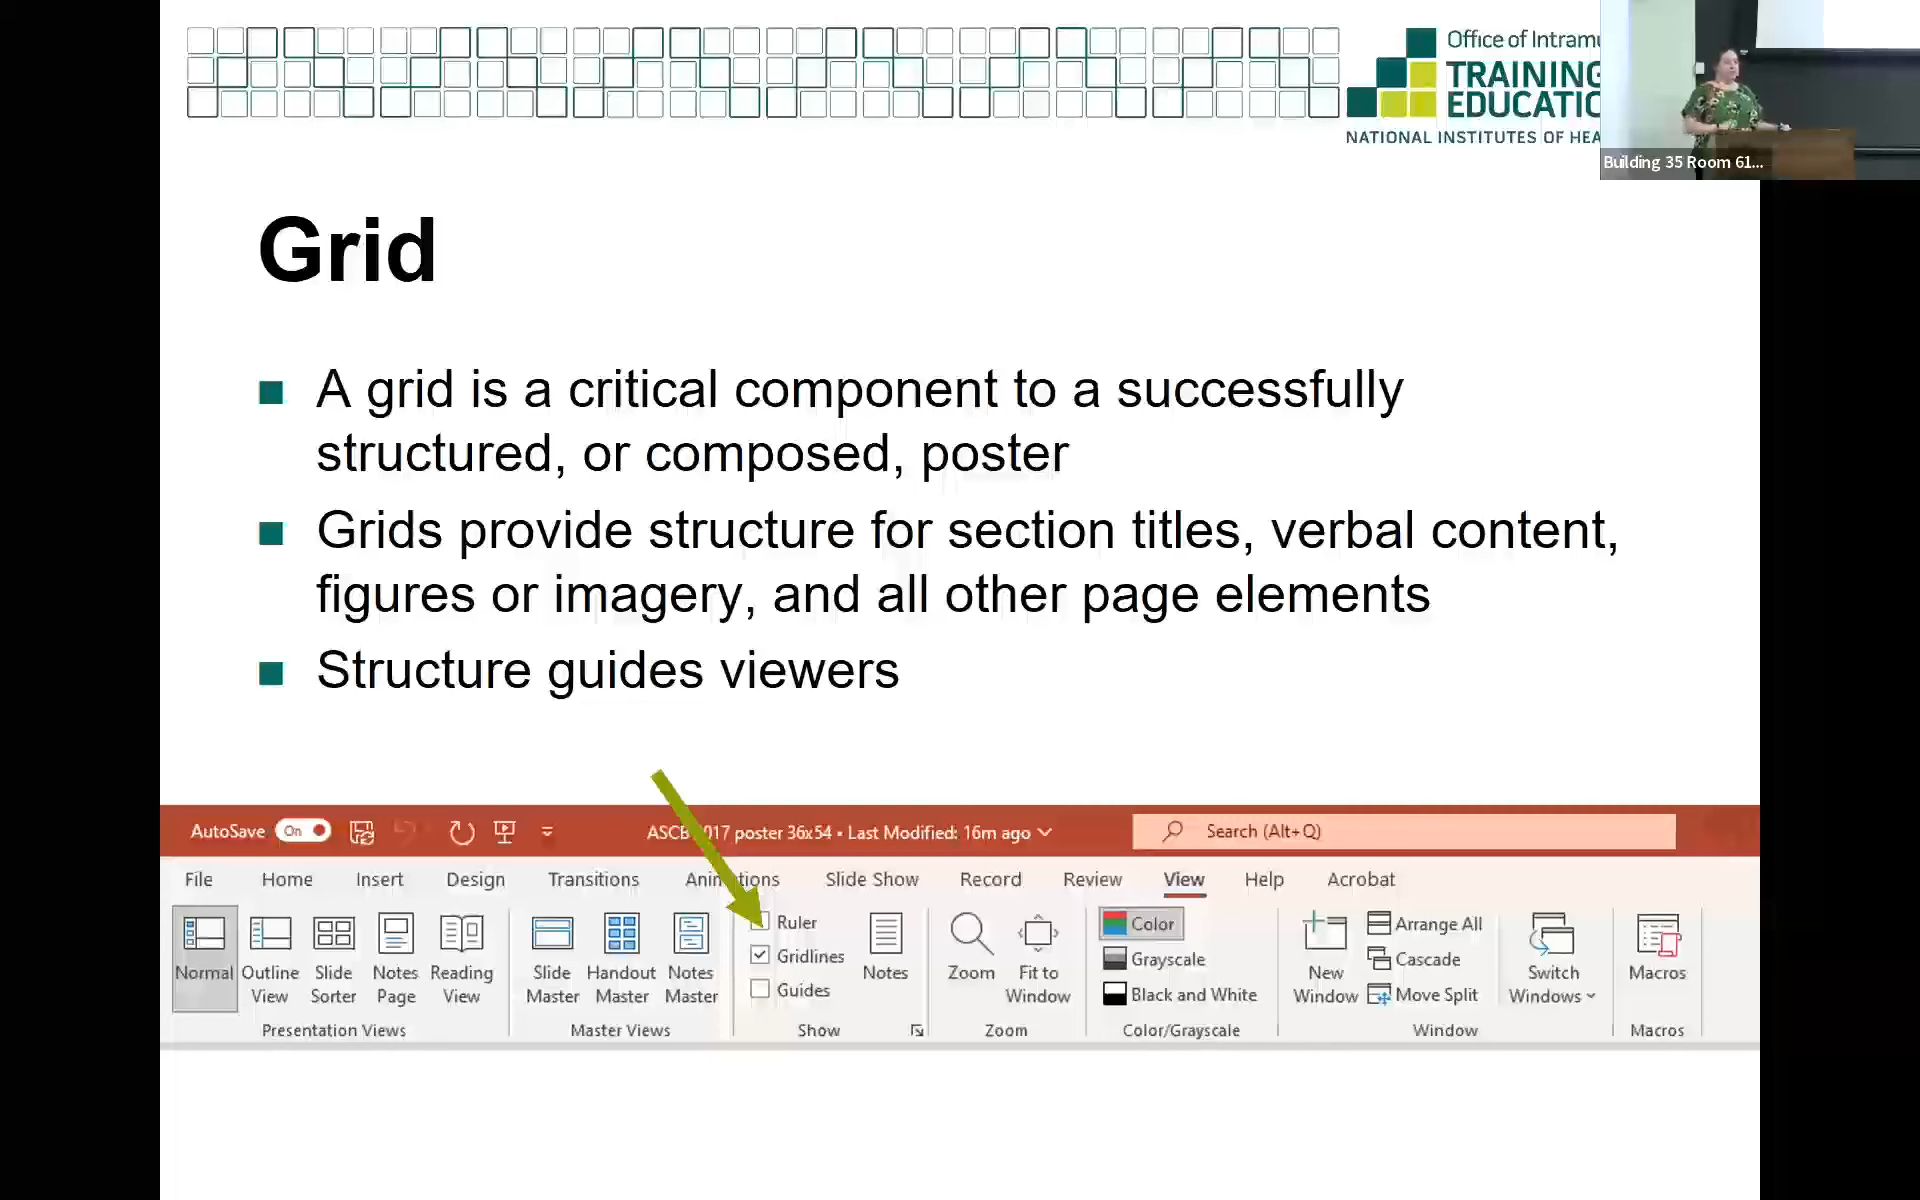 Office of Intramu
TRAINING
EDUCATIO
NATIONAL INSTITUTES OF HEA
Building 35 Room 61...
Grid
A grid is a critical component to a successfully
structured, or composed, poster
Grids provide structure for section titles, verbal content,
figures or imagery, and all other page elements
Structure guides viewers
AutoSave On ASCB 017 poster 36x54 • Last Modified: 16m ago Search (Alt+Q)
File Home Insert Design Transitions Animations Slide Show Record Review View Help Acrobat
Normal
Outline
View
Slide
Sorter
Notes
Page
Reading
View
Presentation Views
Slide
Master
Handout
Master
Notes
Master
Master Views
Ruler
Gridlines
Guides
Notes
Show
Zoom
Fit to
Window
Zoom
Color
Grayscale
Black and White
Color/Grayscale
New
Window
Arrange All
Cascade
Move Split
Switch
Windows
Window
Macros
Macros